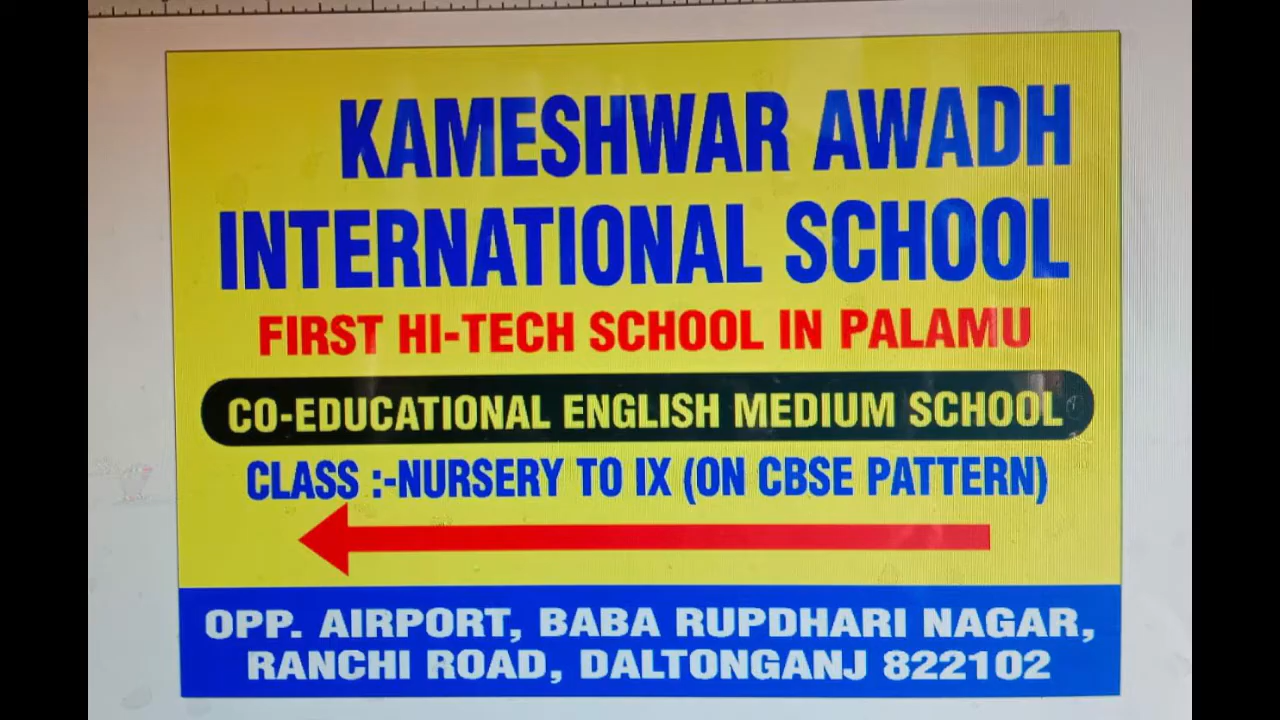 KAMESHWAR AWADH
INTERNATIONAL SCHOOL
FIRST HI-TECH SCHOOL IN PALAMU
CO-EDUCATIONAL ENGLISH MEDIUM SCHOOL
CLASS :-NURSERY TO IX (ON CBSE PATTERN)
OPP. AIRPORT, BABA RUPDHARI NAGAR,
RANCHI ROAD, DALTONGANJ 822102